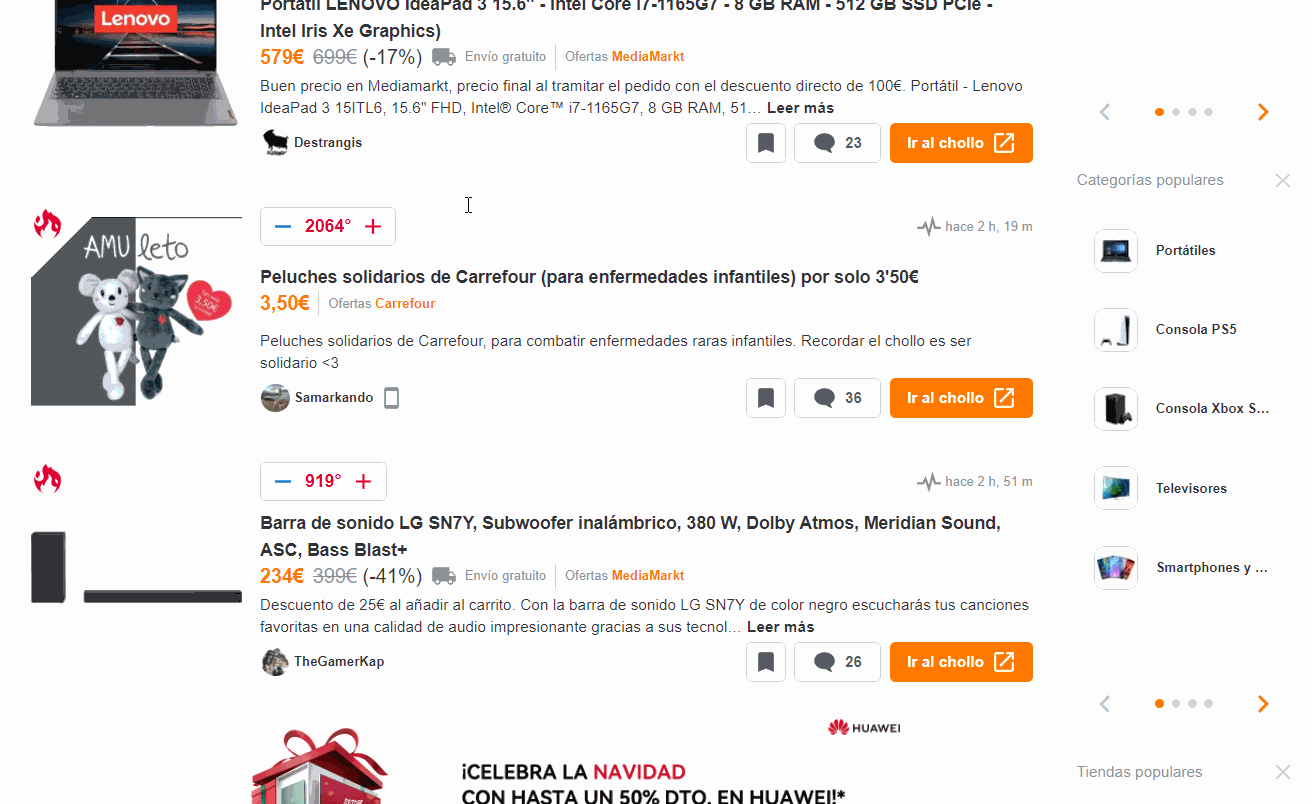 Lenovo
Portátil LENOVO IdeaPad 3 15.6" - Intel Core i7-1165G7 - 8 GB RAM - 512 GB SSD PCIe -
Intel Iris Xe Graphics)
579€ 699€ (-17%) Envío gratuito Ofertas MediaMarkt
Buen precio en Mediamarkt, precio final al tramitar el pedido con el descuento directo de 100€. Portátil - Lenovo
IdeaPad 3 15ITL6, 15.6" FHD, Intel® Core™ i7-1165G7, 8 GB RAM, 51... Leer más
Destrangis
23
Ir al chollo
AMU leto
3,50€
− 2064° +
hace 2 h, 19 m
Peluches solidarios de Carrefour (para enfermedades infantiles) por solo 3'50€
3,50€ Ofertas Carrefour
Peluches solidarios de Carrefour, para combatir enfermedades raras infantiles. Recordar el chollo es ser
solidario <3
Samarkando
36
Ir al chollo
− 919° +
hace 2 h, 51 m
Barra de sonido LG SN7Y, Subwoofer inalámbrico, 380 W, Dolby Atmos, Meridian Sound,
ASC, Bass Blast+
234€ 399€ (-41%) Envío gratuito Ofertas MediaMarkt
Descuento de 25€ al añadir al carrito. Con la barra de sonido LG SN7Y de color negro escucharás tus canciones
favoritas en una calidad de audio impresionante gracias a sus tecnol... Leer más
TheGamerKap
26
Ir al chollo
HUAWEI
¡CELEBRA LA NAVIDAD
CON HASTA UN 50% DTO. EN HUAWEI!*
Categorías populares
Portátiles
Consola PS5
Consola Xbox S...
Televisores
Smartphones y ...
Tiendas populares